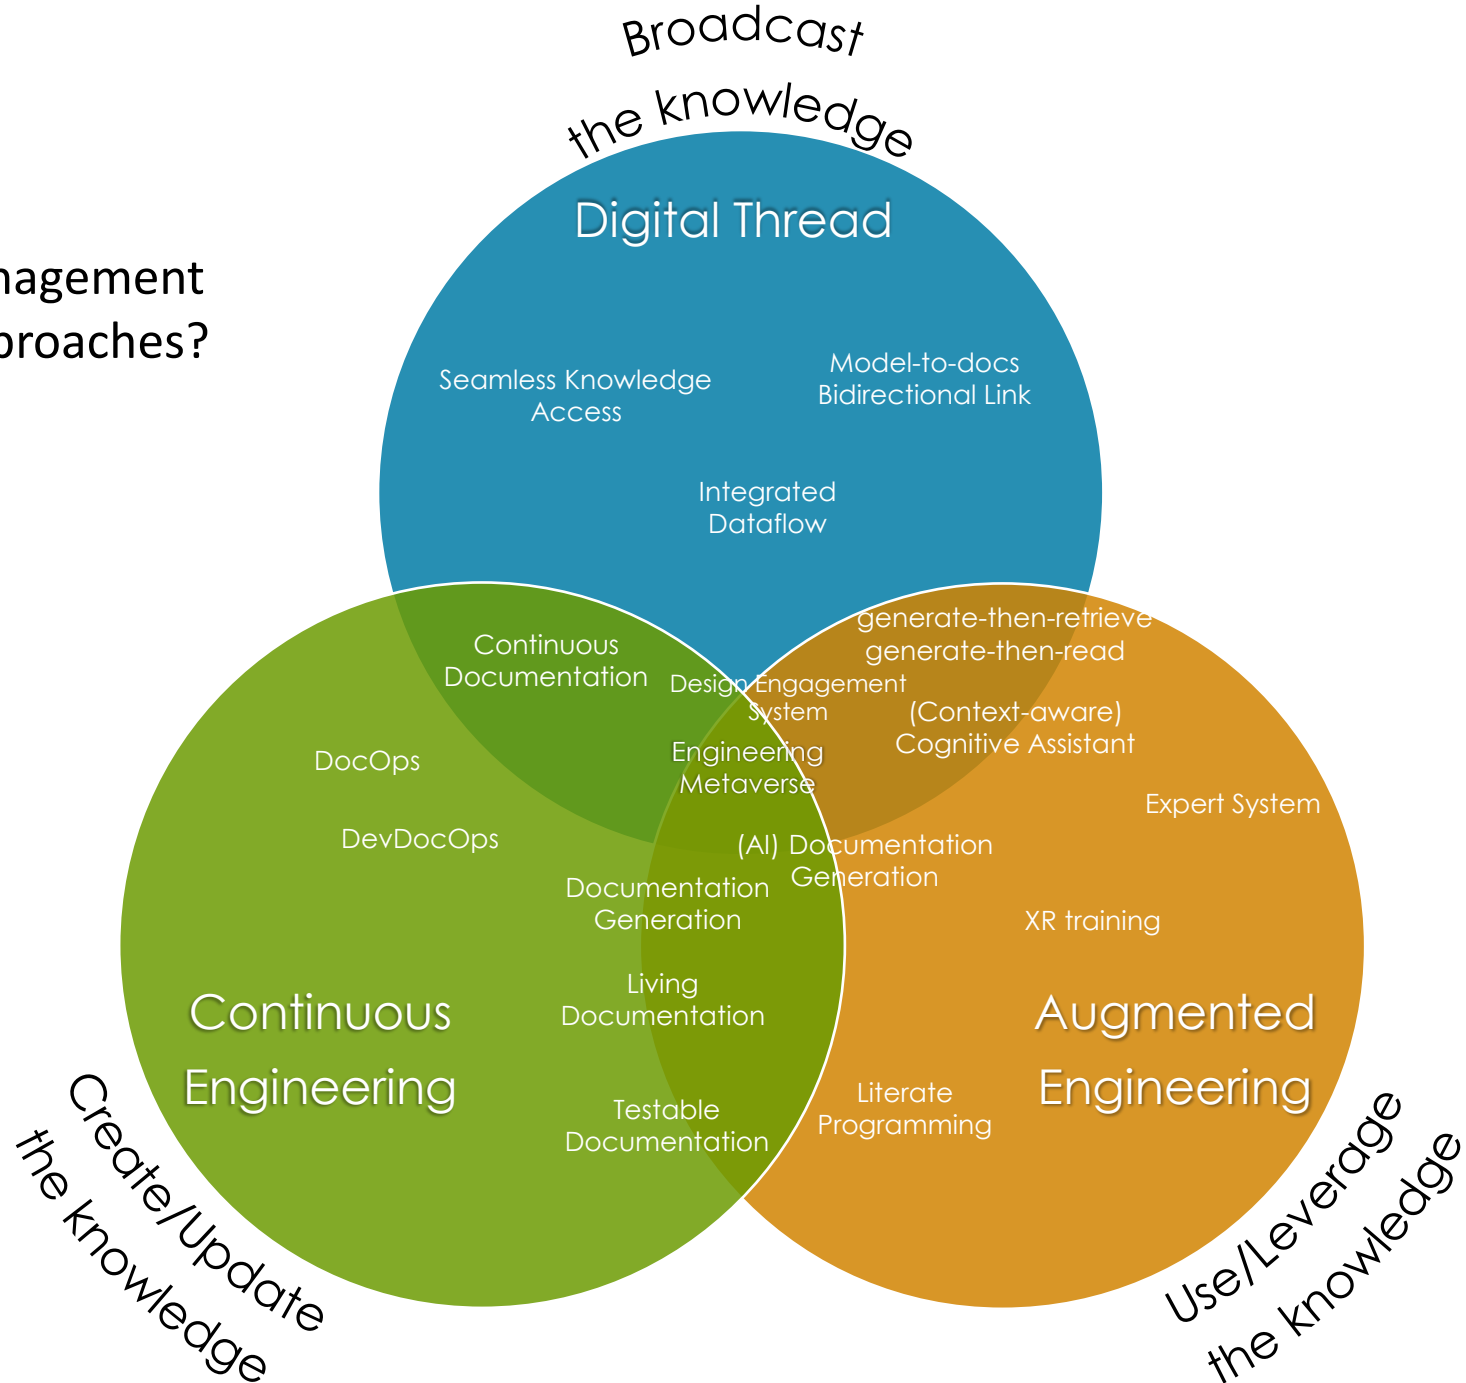 Broadcast
the knowledge
Digital Thread
nagement
proaches?
Seamless Knowledge
Access
Model-to-docs
Bidirectional Link
Integrated
Dataflow
Continuous
Documentation
generate-then-retrieve
generate-then-read
Design Engagement
System
(Context-aware)
Cognitive Assistant
Engineering
Metaverse
DocOps
DevDocOps
Expert System
(AI) Documentation
Generation
Documentation
Generation
XR training
Living
Documentation
Continuous
Engineering
Augmented
Engineering
Testable
Documentation
Literate
Programming
Create/Update
the knowledge
Use/Leverage
the knowledge